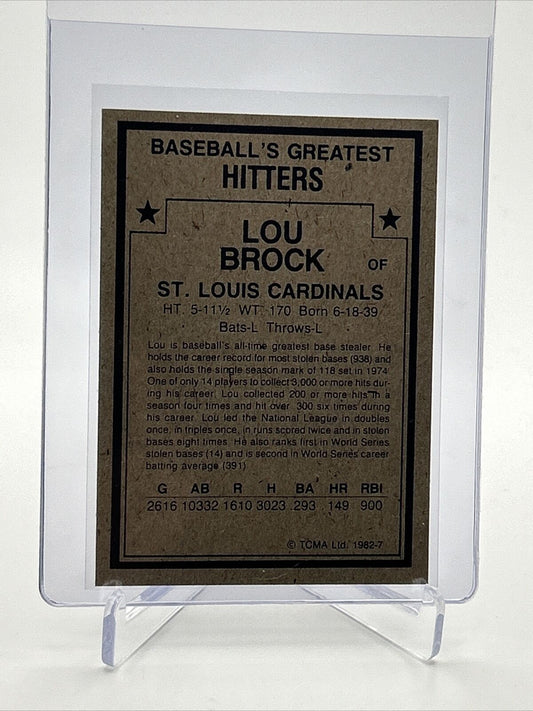 BASEBALL'S GREATEST
HITTERS
LOU
BROCK OF
ST. LOUIS CARDINALS
HT. 5-11½ WT. 170 Born 6-18-39
Bats-L Throws-L
Lou is baseball's all-time greatest base stealer. He
holds the career record for most stolen bases (938) and
also holds the single season mark of 118 set in 1974.
One of only 14 players to collect 3,000 or more hits dur-
ing his career. Lou collected 200 or more hits in a
season four times and hit over .300 six times during
his career. Lou led the National League in doubles
once, in triples once, in runs scored twice and in stolen
bases eight times. He also ranks first in World Series
stolen bases (14) and is second in World Series career
batting average (391).
G AB R H BA HR RBI
2616 10332 1610 3023 .293 149 900
© TCMA Ltd. 1982-7